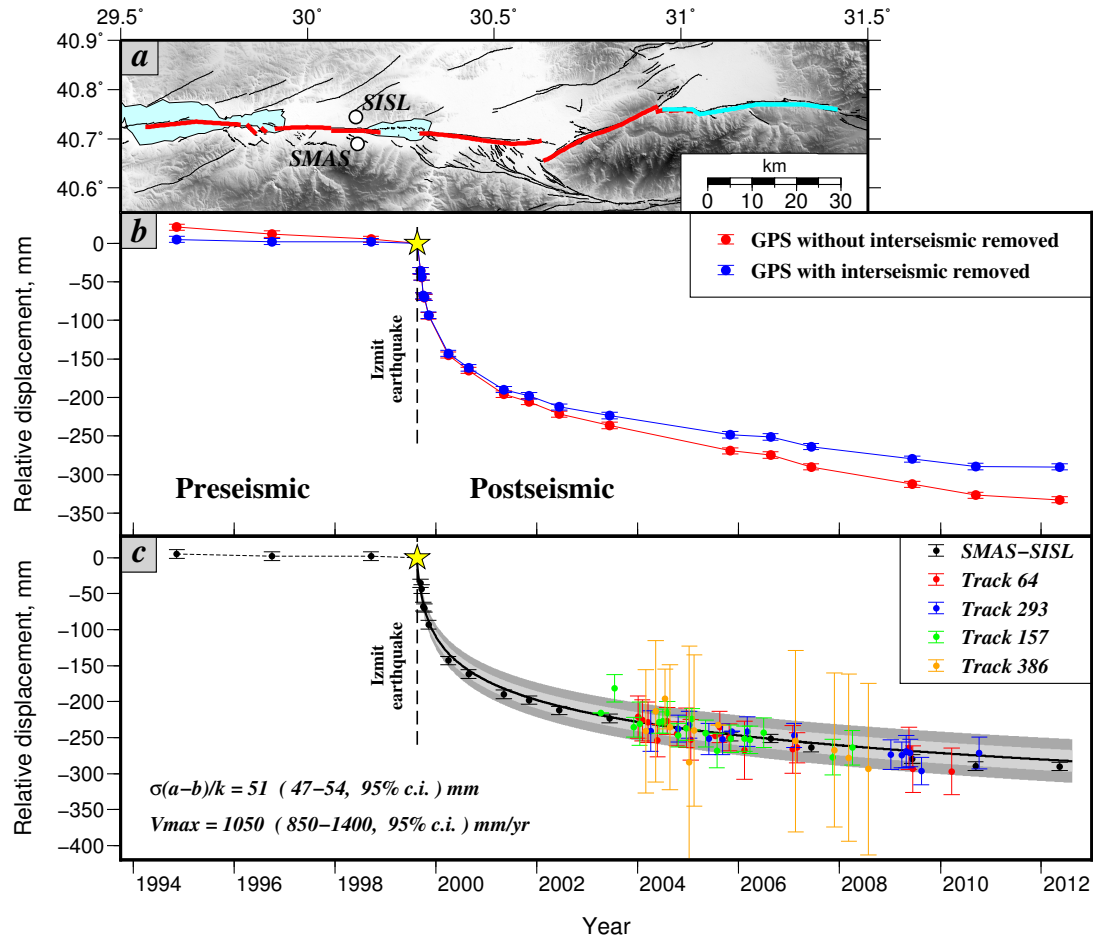 29.5˚ 30˚ 30.5˚ 31˚ 31.5˚
40.9˚
40.8˚
40.7˚
40.6˚
a
SISL
SMAS
km
0 10 20 30
b
Relative displacement, mm
0
−50
−100
−150
−200
−250
−300
−350
GPS without interseismic removed
GPS with interseismic removed
Izmit
earthquake
Preseismic Postseismic
c
Relative displacement, mm
0
−50
−100
−150
−200
−250
−300
−350
−400
SMAS−SISL
Track 64
Track 293
Track 157
Track 386
Izmit
earthquake
σ(a−b)/k = 51 ( 47−54, 95% c.i. ) mm
Vmax = 1050 (850−1400, 95% c.i. ) mm/yr
1994 1996 1998 2000 2002 2004 2006 2008 2010 2012
Year